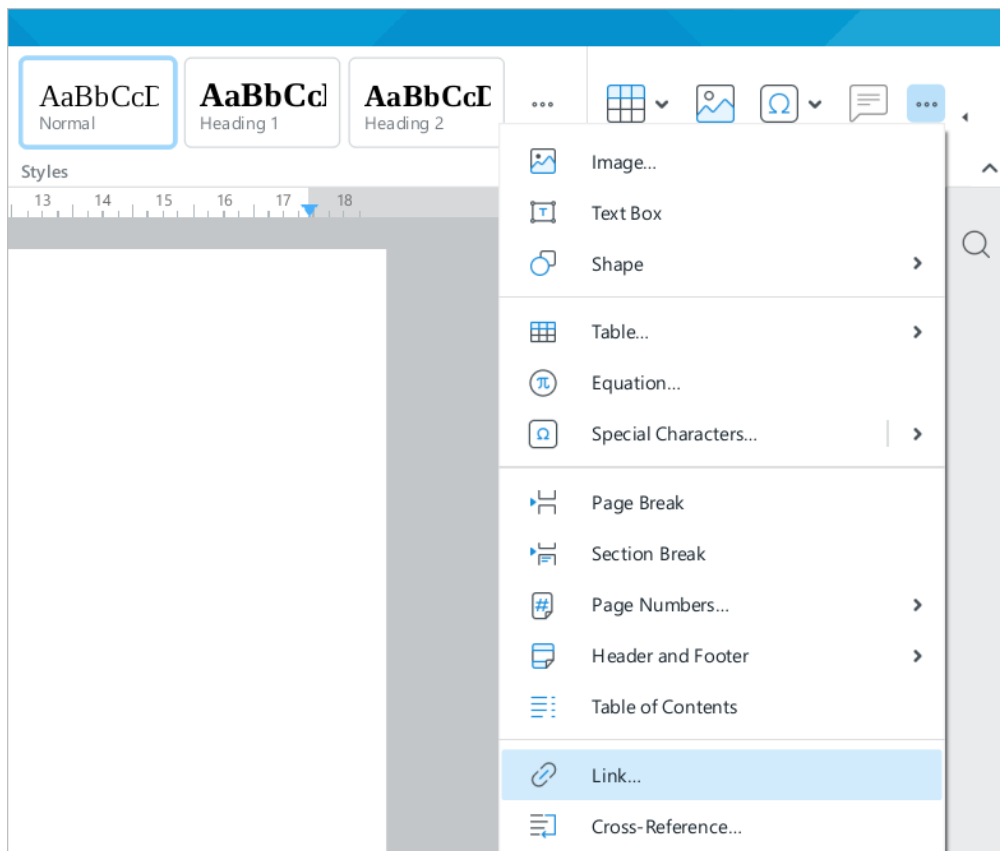 AaBbCcD AaBbCcI AaBbCcD
Normal Heading 1 Heading 2
Styles
13 14 15 16 17 18
Image...
Text Box
Shape
Table...
Equation...
Special Characters...
Page Break
Section Break
Page Numbers...
Header and Footer
Table of Contents
Link...
Cross-Reference...